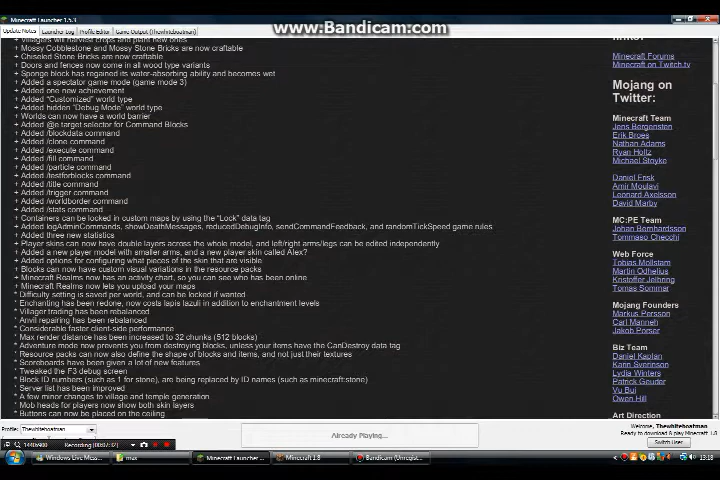 Minecraft Launcher 1.5.3
www.Bandicam.com
Update Notes Launcher Log Profile Editor Game Output (Thewhiteboatman)
+ Villagers will harvest crops and plant new ones
+ Mossy Cobblestone and Mossy Stone Bricks are now craftable
+ Chiseled Stone Bricks are now craftable
+ Doors and fences now come in all wood type variants
+ Sponge block has regained its water-absorbing ability and becomes wet
+ Added a spectator game mode (game mode 3)
+ Added one new achievement
+ Added "Customized" world type
+ Added hidden "Debug Mode" world type
+ Worlds can now have a world barrier
+ Added @e target selector for Command Blocks
+ Added /blockdata command
+ Added /clone command
+ Added /execute command
+ Added /fill command
+ Added /particle command
+ Added /testforblocks command
+ Added /title command
+ Added /trigger command
+ Added /worldborder command
+ Added /stats command
+ Containers can be locked in custom maps by using the "Lock" data tag
+ Added logAdminCommands, showDeathMessages, reducedDebugInfo, sendCommandFeedback, and randomTickSpeed game rules
+ Added three new statistics
+ Player skins can now have double layers across the whole model, and left/right arms/legs can be edited independently
+ Added a new player model with smaller arms, and a new player skin called Alex?
+ Added options for configuring what pieces of the skin that are visible
+ Blocks can now have custom visual variations in the resource packs
+ Minecraft Realms now has an activity chart, so you can see who has been online
+ Minecraft Realms now lets you upload your maps
* Difficulty setting is saved per world, and can be locked if wanted
* Enchanting has been redone, now costs lapis lazuli in addition to enchantment levels
* Villager trading has been rebalanced
* Anvil repairing has been rebalanced
* Considerable faster client-side performance
* Max render distance has been increased to 32 chunks (512 blocks)
* Adventure mode now prevents you from destroying blocks, unless your items have the CanDestroy data tag
* Resource packs can now also define the shape of blocks and items, and not just their textures
* Scoreboards have been given a lot of new features
* Tweaked the F3 debug screen
* Block ID numbers (such as 1 for stone), are being replaced by ID names (such as minecraft:stone)
* Server list has been improved
* A few minor changes to village and temple generation
* Mob heads for players now show both skin layers
* Buttons can now be placed on the ceiling
Minecraft Forums
Minecraft on Twitch.tv
Mojang on
Twitter:
Minecraft Team
Jens Bergensten
Erik Broes
Nathan Adams
Ryan Holtz
Michael Stoyke
Daniel Frisk
Amir Moulavi
Leonard Axelsson
David Marby
MC:PE Team
Johan Bernhardsson
Tommaso Checchi
Web Force
Tobias Mollstam
Martin Odhelius
Kristoffer Jelbring
Tomas Sommar
Mojang Founders
Markus Persson
Carl Manneh
Jakob Porser
Biz Team
Daniel Kaplan
Karin Severinson
Lydia Winters
Patrick Geuder
Vu Bui
Owen Hill
Art Direction
Profile: Thewhiteboatman
Already Playing...
Welcome, Thewhiteboatman
Ready to download & play Minecraft 1.8
Switch User
1440x900 Recording [00:07:32]
Windows Live Mess... max Minecraft Launcher ... Minecraft 1.8 Bandicam (Unregist... 13:18